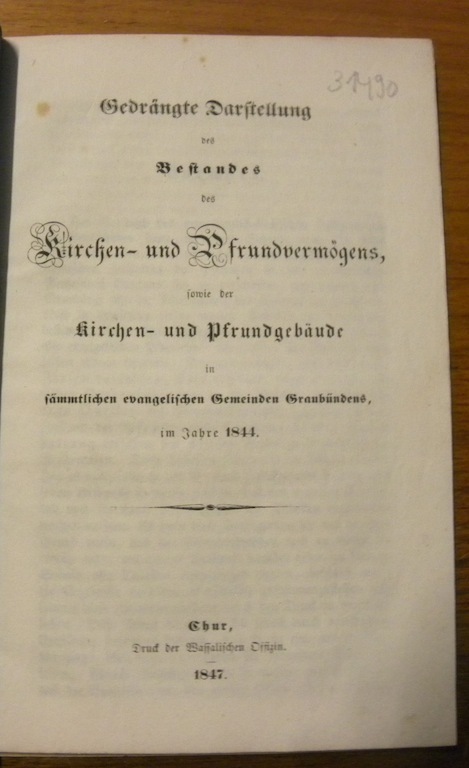 31490
Gedrängte Darstellung
des
Bestandes
des
Kirchen- und Pfrundvermögens,
sowie der
Kirchen- und Pfrundgebäude
in
sämmtlichen evangelischen Gemeinden Graubündens,
im Jahre 1844.
Chur,
Druck der Wassalischen Offizin.
1847.